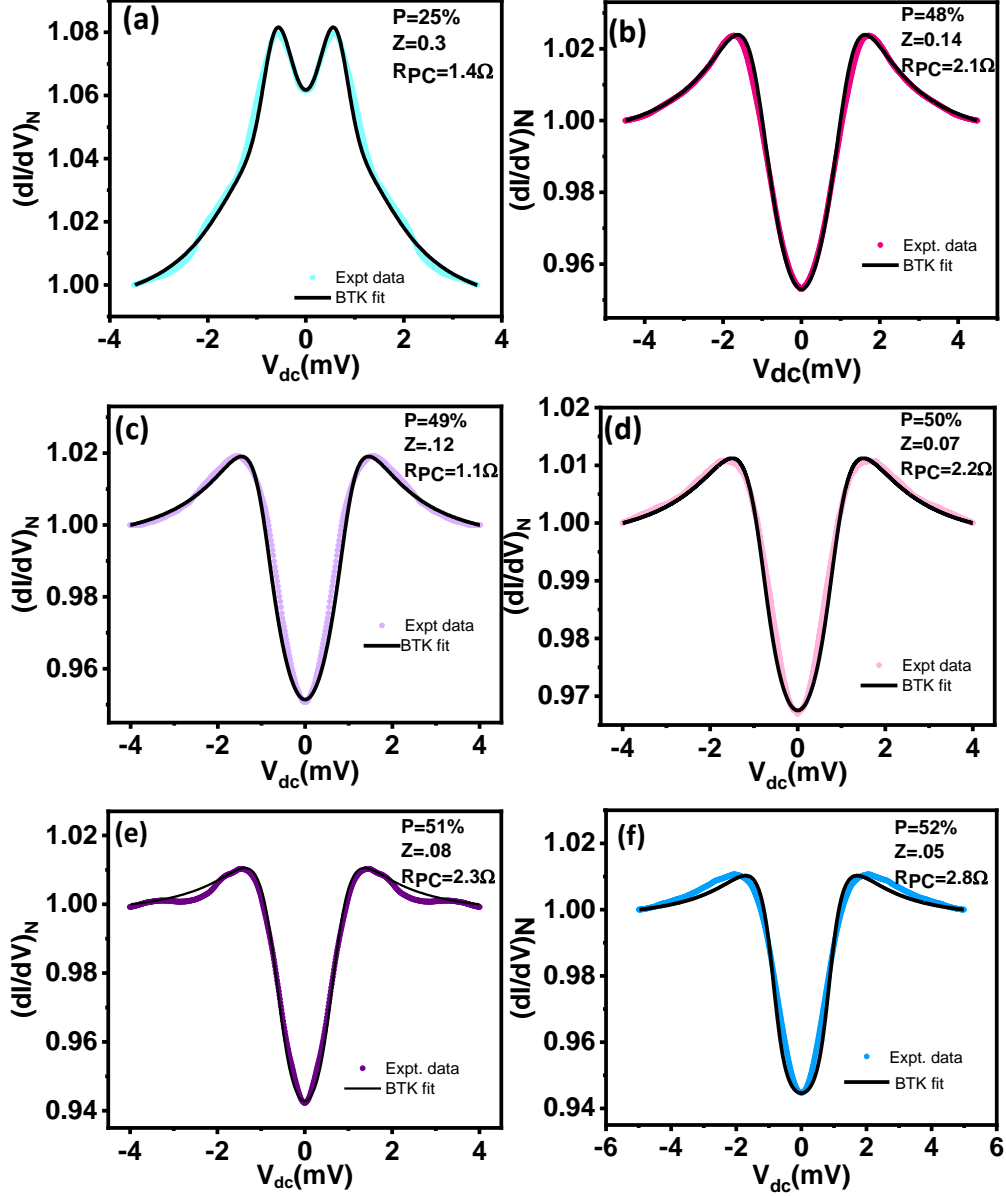 (a)
P=25%
Z=0.3
RPC=1.4Ω
1.08
1.06
1.04
1.02
1.00
(dI/dV)N
Expt data
BTK fit
-4
-2
0
2
4
Vdc(mV)
(b)
P=48%
Z=0.14
RPC=2.1Ω
1.02
1.00
0.98
0.96
(dI/dV)N
Expt. data
BTK fit
-4
-2
0
2
4
Vdc(mV)
(c)
P=49%
Z=.12
RPC=1.1Ω
1.02
1.00
0.98
0.96
(dI/dV)N
Expt data
BTK fit
-4
-2
0
2
4
Vdc(mV)
(d)
P=50%
Z=0.07
RPC=2.2Ω
1.02
1.01
1.00
0.99
0.98
0.97
(dI/dV)N
Expt data
BTK fit
-4
-2
0
2
4
Vdc(mV)
(e)
P=51%
Z=.08
RPC=2.3Ω
1.02
1.00
0.98
0.96
0.94
(dI/dV)N
Expt. data
BTK fit
-4
-2
0
2
4
Vdc(mV)
(f)
P=52%
Z=.05
RPC=2.8Ω
1.02
1.00
0.98
0.96
0.94
(dI/dV)N
Expt. data
BTK fit
-6
-4
-2
0
2
4
6
Vdc(mV)